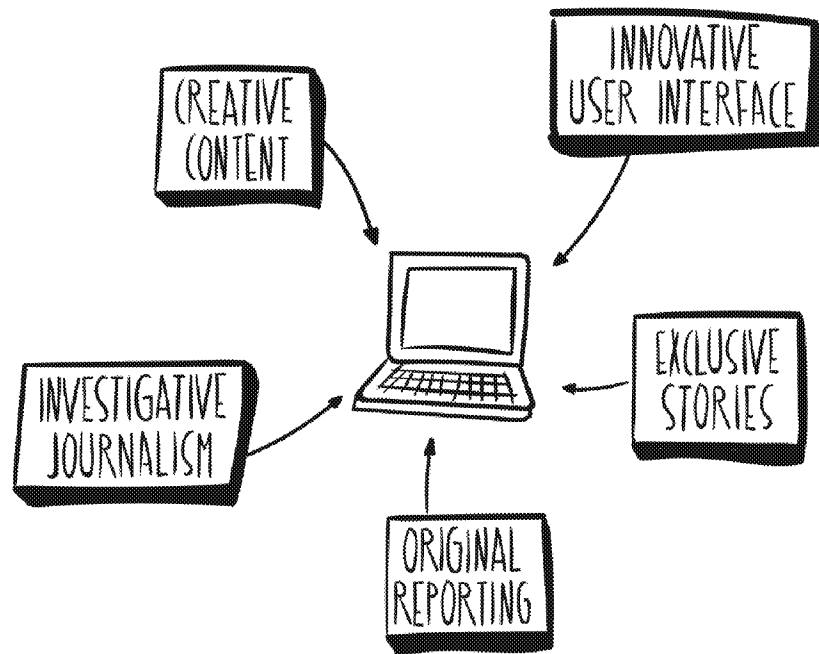 INNOVATIVE
USER INTERFACE
CREATIVE
CONTENT
EXCLUSIVE
STORIES
INVESTIGATIVE
JOURNALISM
ORIGINAL
REPORTING